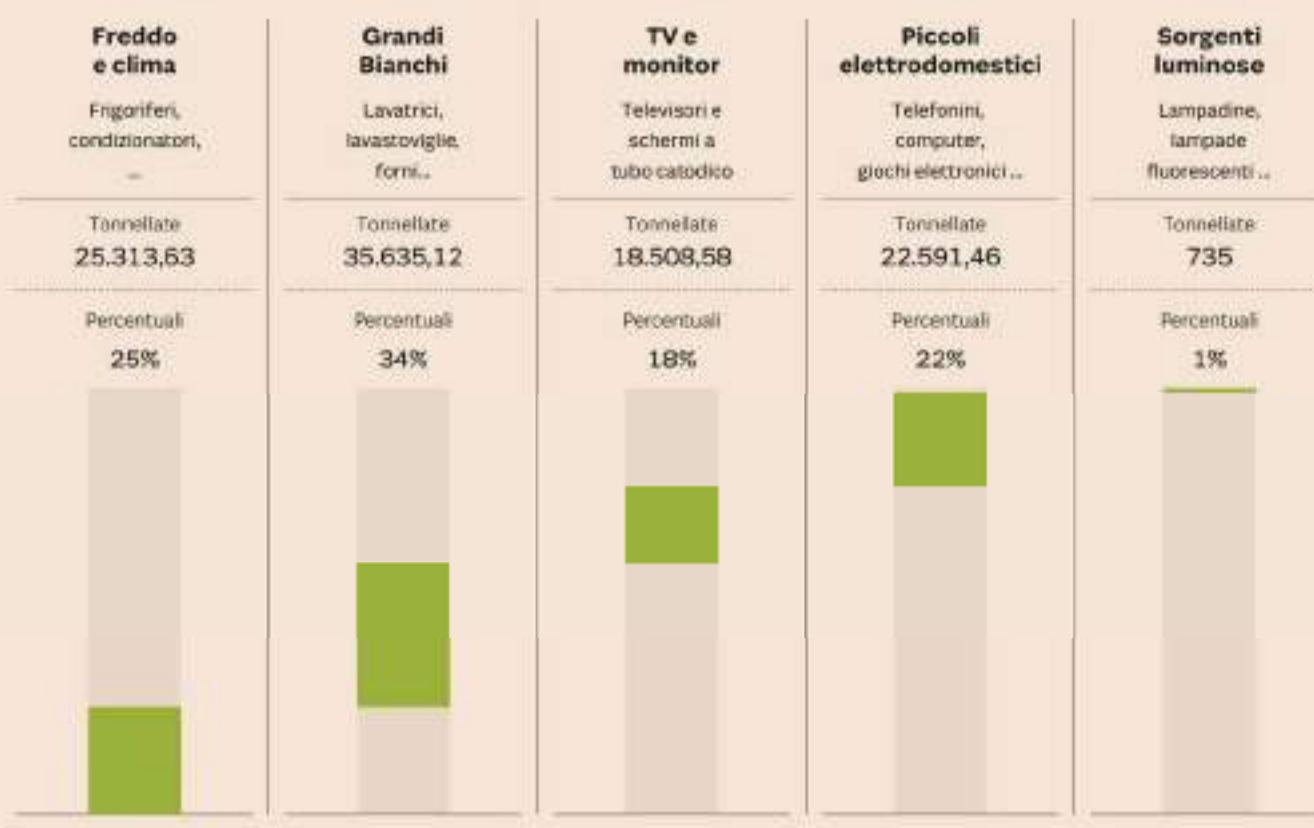 Freddo
e clima
Frigoriferi,
condizionatori,
...
Tonnellate
25.313,63
Percentuali
25%
Grandi
Bianchi
Lavatrici,
lavastoviglie,
forni...
Tonnellate
35.635,12
Percentuali
34%
TV e
monitor
Televisori e
schermi a
tubo catodico
Tonnellate
18.508,58
Percentuali
18%
Piccoli
elettrodomestici
Telefonini,
computer,
giochi elettronici ...
Tonnellate
22.591,46
Percentuali
22%
Sorgenti
luminose
Lampadine,
lampade
fluorescenti ...
Tonnellate
735
Percentuali
1%